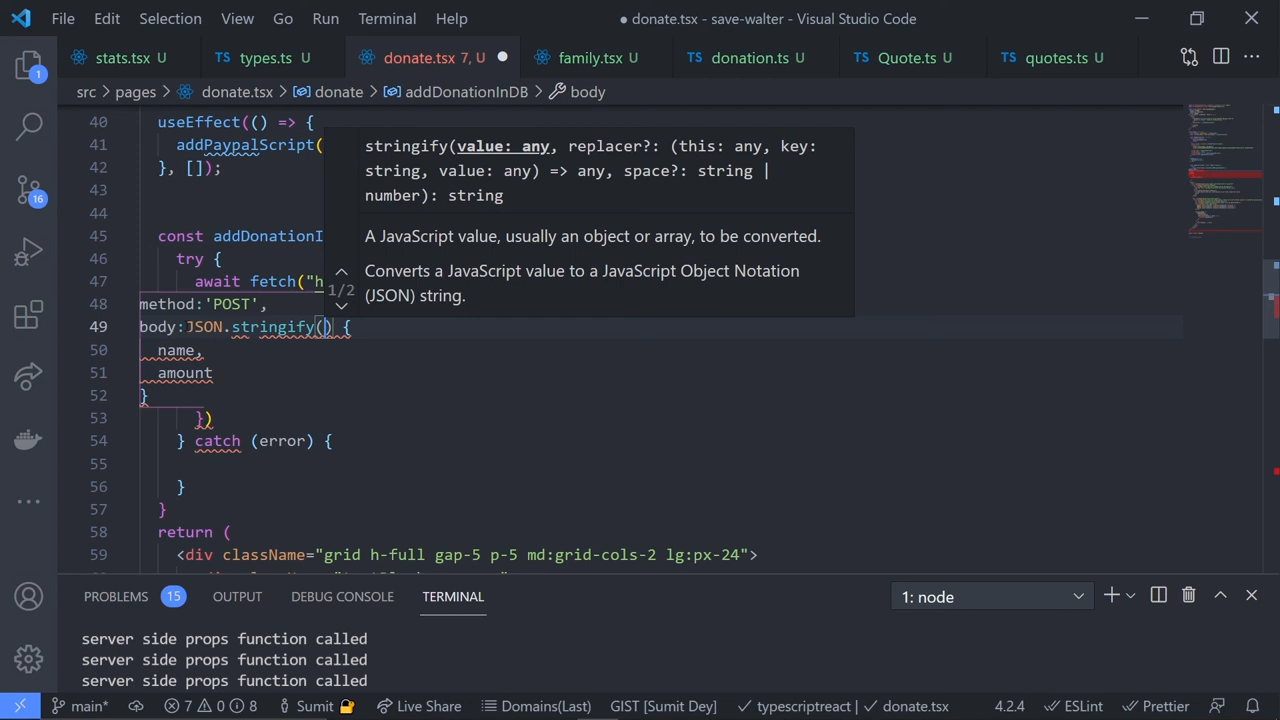 File Edit Selection View Go Run Terminal Help ● donate.tsx - save-walter - Visual Studio Code
stats.tsx U TS types.ts U donate.tsx 7, U family.tsx U TS donation.ts U TS Quote.ts U TS quotes.ts U
src > pages > donate.tsx > donate > addDonationInDB > body
40 useEffect(() => {
41 addPaypalScript(
42 }, []);
43
44
45 const addDonationI
46 try {
47 await fetch("h
48 method:'POST',
49 body:JSON.stringify() {
50 name,
51 amount
52 }
53 })
54 } catch (error) {
55
56 }
57 }
58 return (
59 <div className="grid h-full gap-5 p-5 md:grid-cols-2 lg:px-24">
stringify(value: any, replacer?: (this: any, key:
string, value: any) => any, space?: string |
number): string
A JavaScript value, usually an object or array, to be converted.
1/2
Converts a JavaScript value to a JavaScript Object Notation
(JSON) string.
1
16
PROBLEMS 15 OUTPUT DEBUG CONSOLE TERMINAL 1: node
server side props function called
server side props function called
server side props function called
main* 7 0 8 Sumit Live Share Domains(Last) GIST [Sumit Dey] typescriptreact donate.tsx 4.2.4 ESLint Prettier